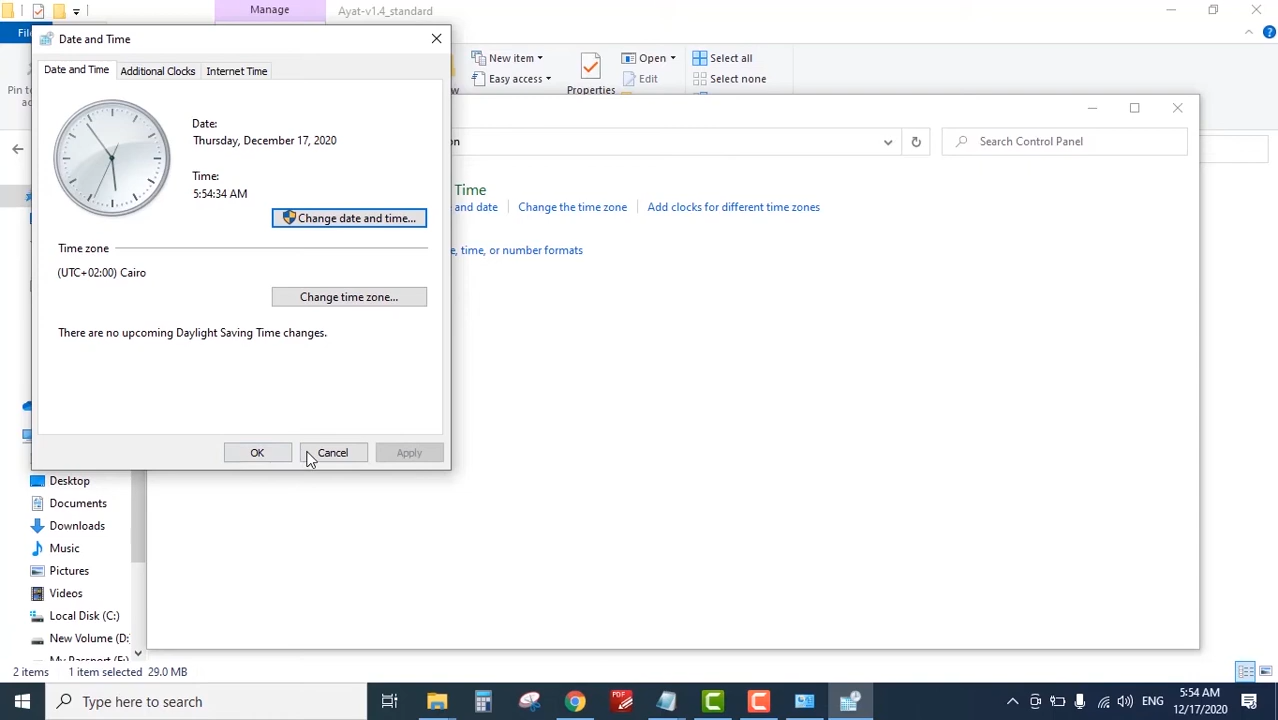 Manage
Ayat-v1.4_standard
Date and Time
Date and Time
Additional Clocks
Internet Time
Date:
Thursday, December 17, 2020
Time:
5:54:34 AM
Change date and time...
Time zone
(UTC+02:00) Cairo
Change time zone...
There are no upcoming Daylight Saving Time changes.
OK
Cancel
Apply
New item
Open
Select all
Easy access
Edit
Select none
Properties
Search Control Panel
Time
e and date
Change the time zone
Add clocks for different time zones
e, time, or number formats
Desktop
Documents
Downloads
Music
Pictures
Videos
Local Disk (C:)
New Volume (D:
2 items
1 item selected 29.0 MB
Type here to search
PDF
ENG
5:54 AM
12/17/2020